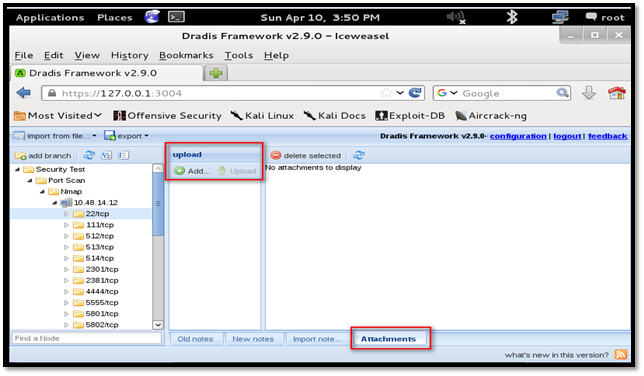 Applications Places Sun Apr 10, 3:50 PM root
Dradis Framework v2.9.0 - Iceweasel
File Edit View History Bookmarks Tools Help
Dradis Framework v2.9.0
https://127.0.0.1:3004 Google
Most Visited Offensive Security Kali Linux Kali Docs Exploit-DB Aircrack-ng
import from file... export Dradis Framework v2.9.0- configuration | logout | feedback
add branch upload delete selected
Add... Upload No attachments to display
Security Test
Port Scan
Nmap
10.48.14.12
22/tcp
111/tcp
512/tcp
513/tcp
514/tcp
2301/tcp
2381/tcp
4444/tcp
5555/tcp
5801/tcp
5802/tcp
Find a Node Old notes New notes Import note... Attachments
what's new in this version?